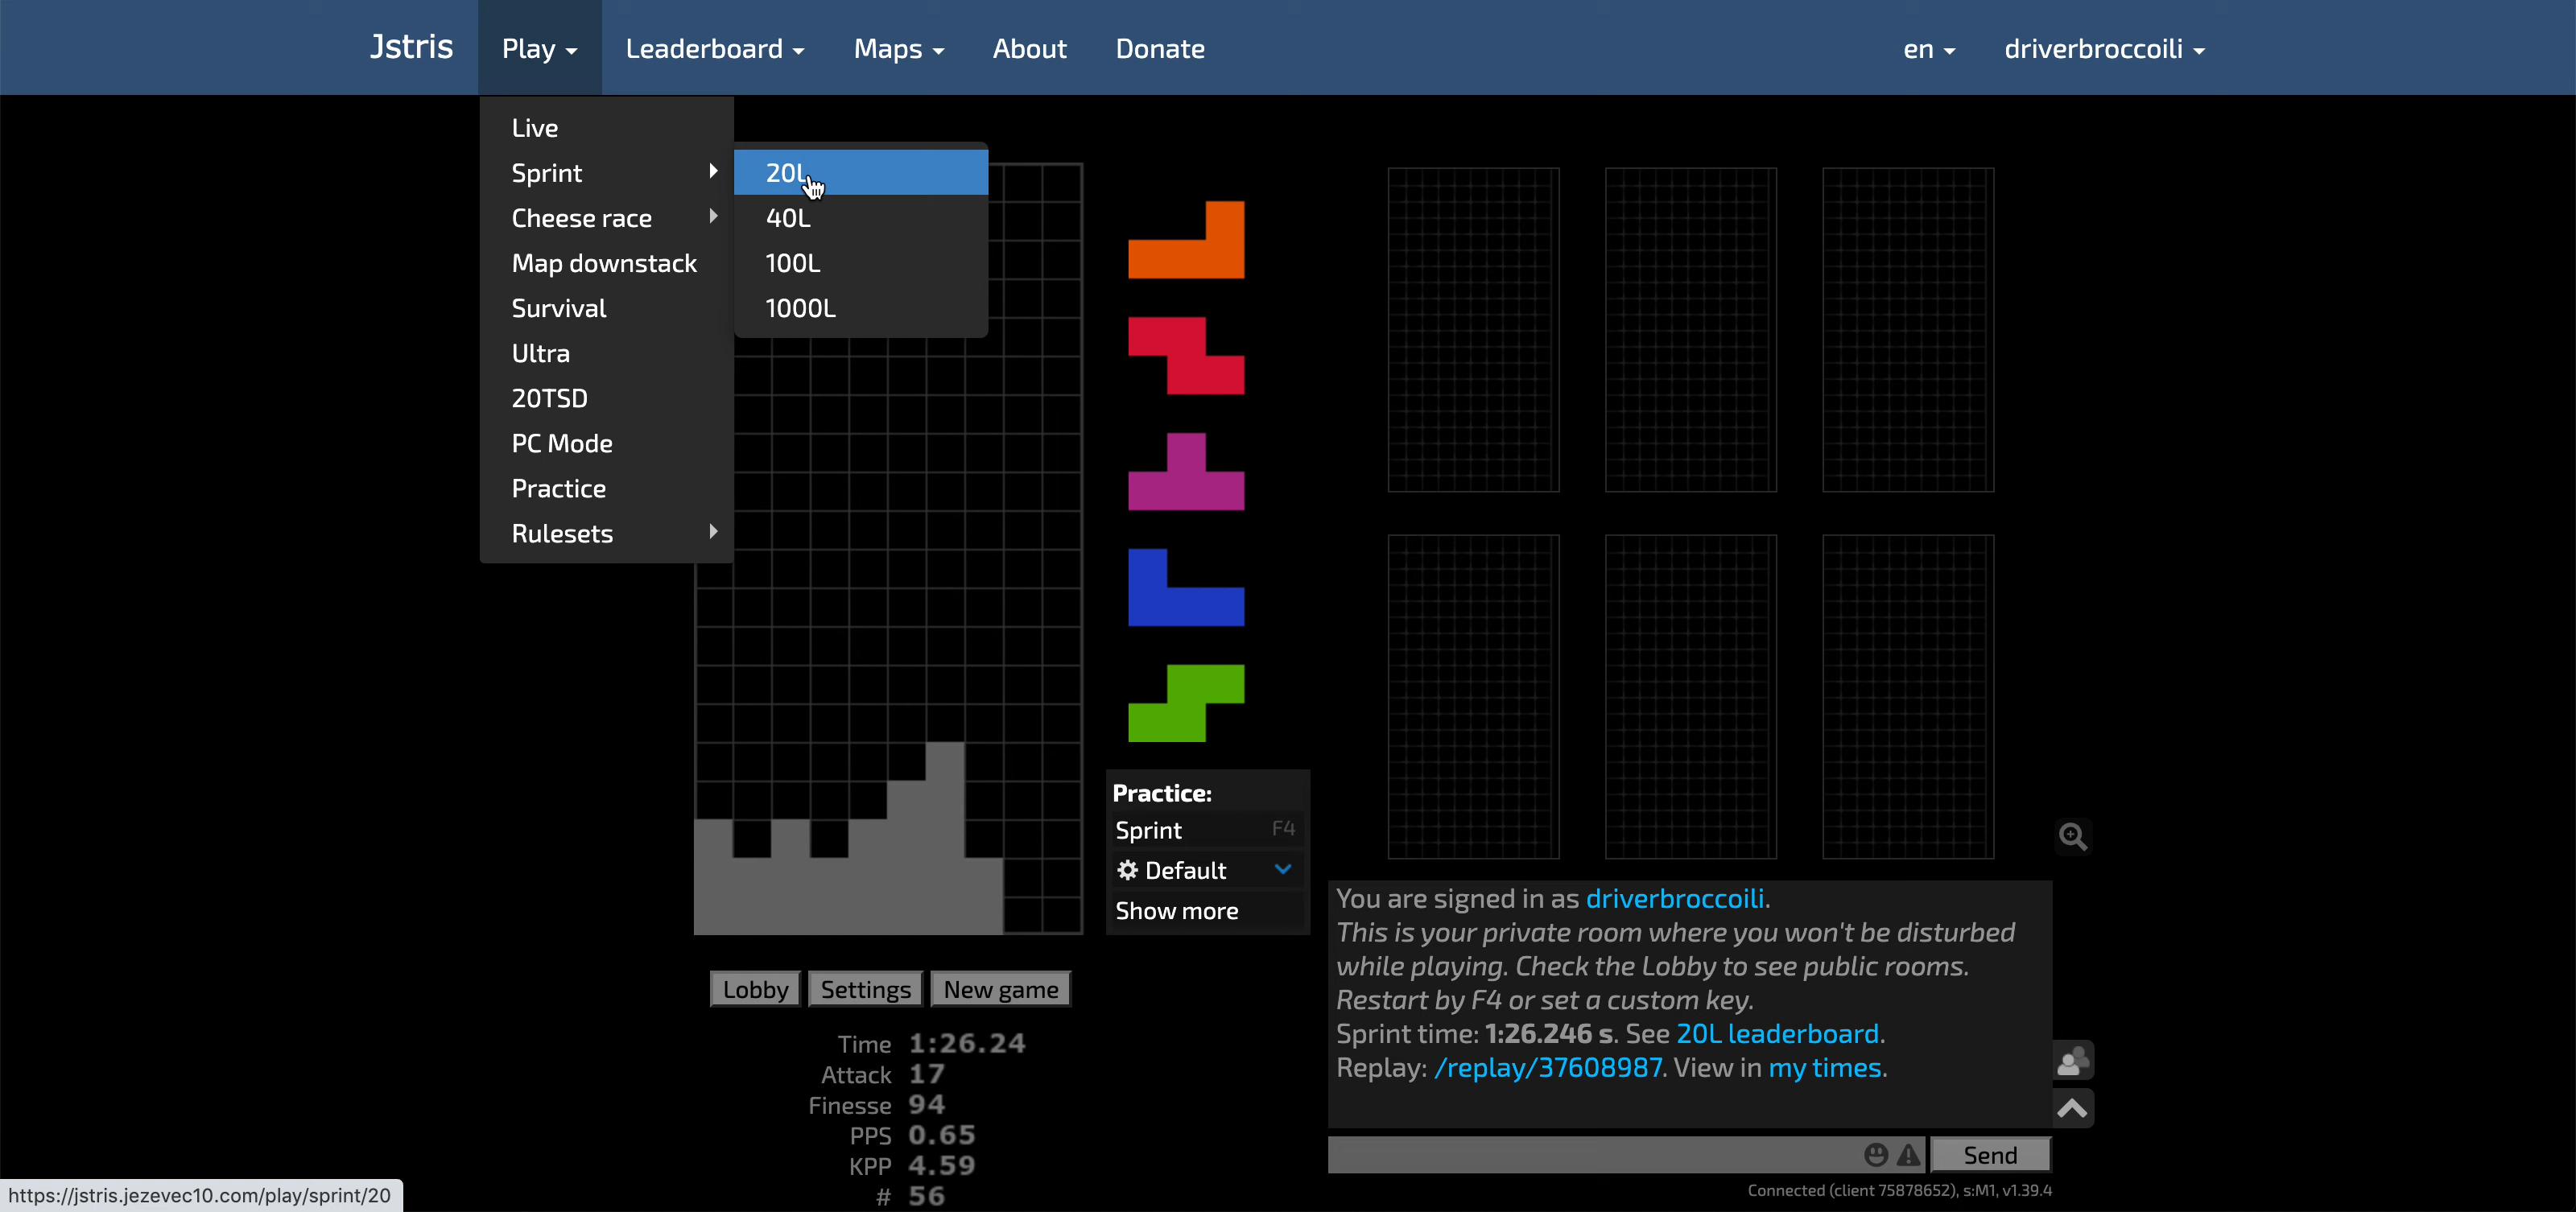 Jstris Play Leaderboard Maps About Donate en driverbroccoili
Live
Sprint
Cheese race
Map downstack
Survival
Ultra
20TSD
PC Mode
Practice
Rulesets
20L
40L
100L
1000L
Practice:
Sprint F4
Default
Show more
Lobby Settings New game
Time 1:26.24
Attack 17
Finesse 94
PPS 0.65
KPP 4.59
# 56
You are signed in as driverbroccoili.
This is your private room where you won't be disturbed
while playing. Check the Lobby to see public rooms.
Restart by F4 or set a custom key.
Sprint time: 1:26.246 s. See 20L leaderboard.
Replay: /replay/37608987. View in my times.
Send
Connected (client 75878652), s:M1, v1.39.4
https://jstris.jezevec10.com/play/sprint/20